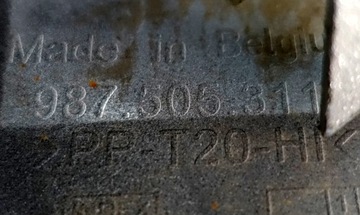 Made in Belgiu
987 505 311
>PP-T20-HI<